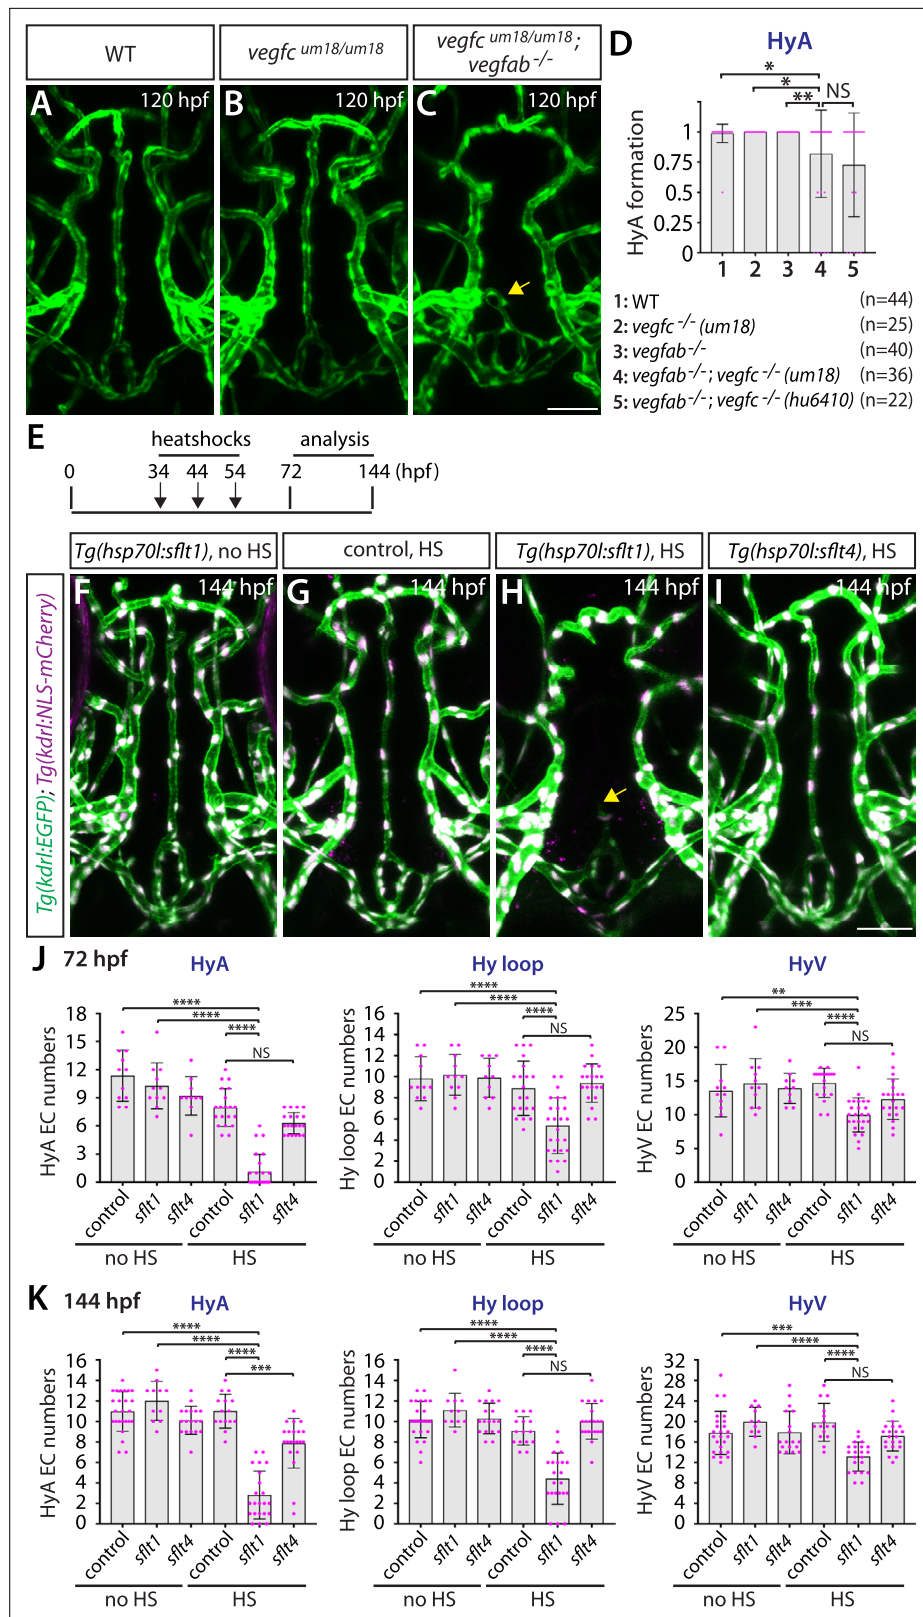 WT
vegfc um18/um18
vegfc um18/um18;
vegfab-/-
A
120 hpf
B
120 hpf
C
120 hpf
D
HyA
*
*
**
NS
HyA formation
1
0.75
0.5
0.25
0
1 2 3 4 5
1: WT (n=44)
2: vegfc-/- (um18) (n=25)
3: vegfab-/- (n=40)
4: vegfab-/-; vegfc-/- (um18) (n=36)
5: vegfab-/-; vegfc-/- (hu6410) (n=22)
E
heatshocks analysis
0 34 44 54 72 144 (hpf)
Tg(hsp70l:sflt1), no HS
control, HS
Tg(hsp70l:sflt1), HS
Tg(hsp70l:sflt4), HS
Tg(kdrl:EGFP); Tg(kdrl:NLS-mCherry)
F
144 hpf
G
144 hpf
H
144 hpf
I
144 hpf
J
72 hpf
HyA
****
****
****
NS
HyA EC numbers
18
15
12
9
6
3
0
control sflt1 sflt4 control sflt1 sflt4
no HS HS
Hy loop
****
****
****
NS
Hy loop EC numbers
16
14
12
10
8
6
4
2
0
control sflt1 sflt4 control sflt1 sflt4
no HS HS
HyV
**
***
****
NS
HyV EC numbers
25
20
15
10
5
0
control sflt1 sflt4 control sflt1 sflt4
no HS HS
K
144 hpf
HyA
****
****
****
***
HyA EC numbers
16
14
12
10
8
6
4
2
0
control sflt1 sflt4 control sflt1 sflt4
no HS HS
Hy loop
****
****
****
NS
Hy loop EC numbers
16
14
12
10
8
6
4
2
0
control sflt1 sflt4 control sflt1 sflt4
no HS HS
HyV
***
****
****
NS
HyV EC numbers
32
28
24
20
16
12
8
4
0
control sflt1 sflt4 control sflt1 sflt4
no HS HS